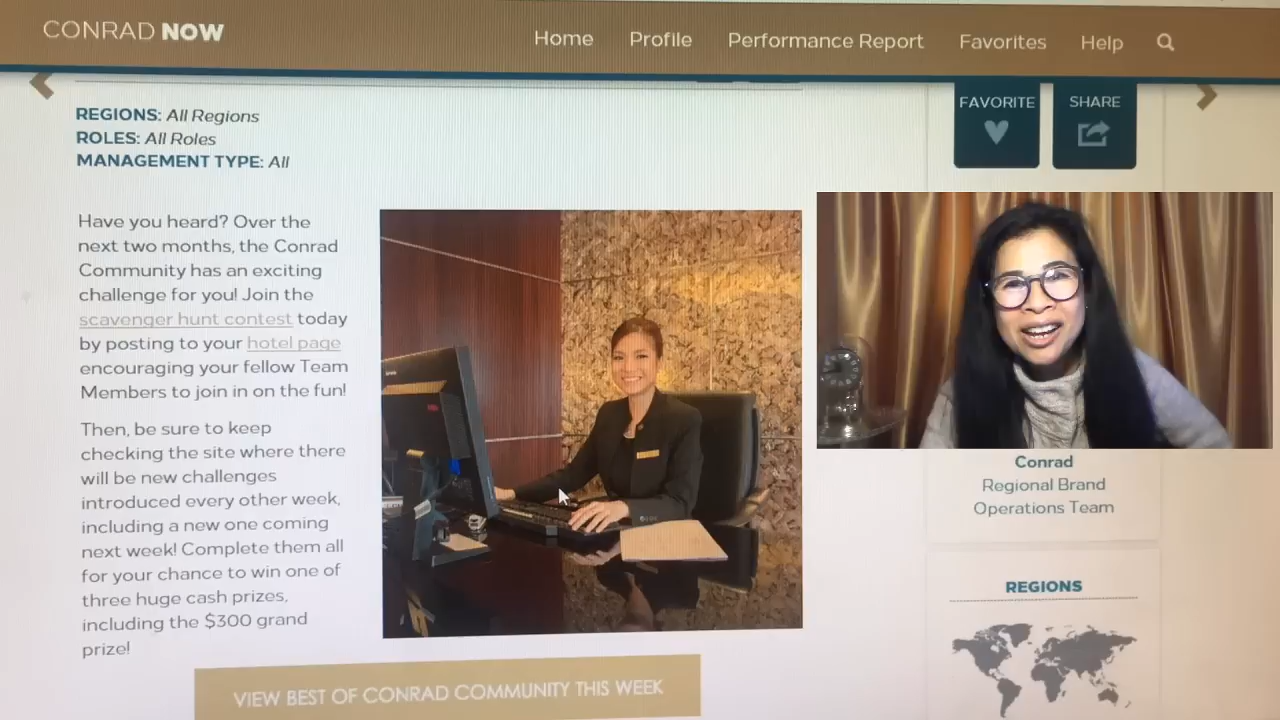 CONRAD NOW
Home
Profile
Performance Report
Favorites
Help
REGIONS: All Regions
ROLES: All Roles
MANAGEMENT TYPE: All
FAVORITE
SHARE
Have you heard? Over the
next two months, the Conrad
Community has an exciting
challenge for you! Join the
scavenger hunt contest today
by posting to your hotel page
encouraging your fellow Team
Members to join in on the fun!
Then, be sure to keep
checking the site where there
will be new challenges
introduced every other week,
including a new one coming
next week! Complete them all
for your chance to win one of
three huge cash prizes,
including the $300 grand
prize!
VIEW BEST OF CONRAD COMMUNITY THIS WEEK
Conrad
Regional Brand
Operations Team
REGIONS